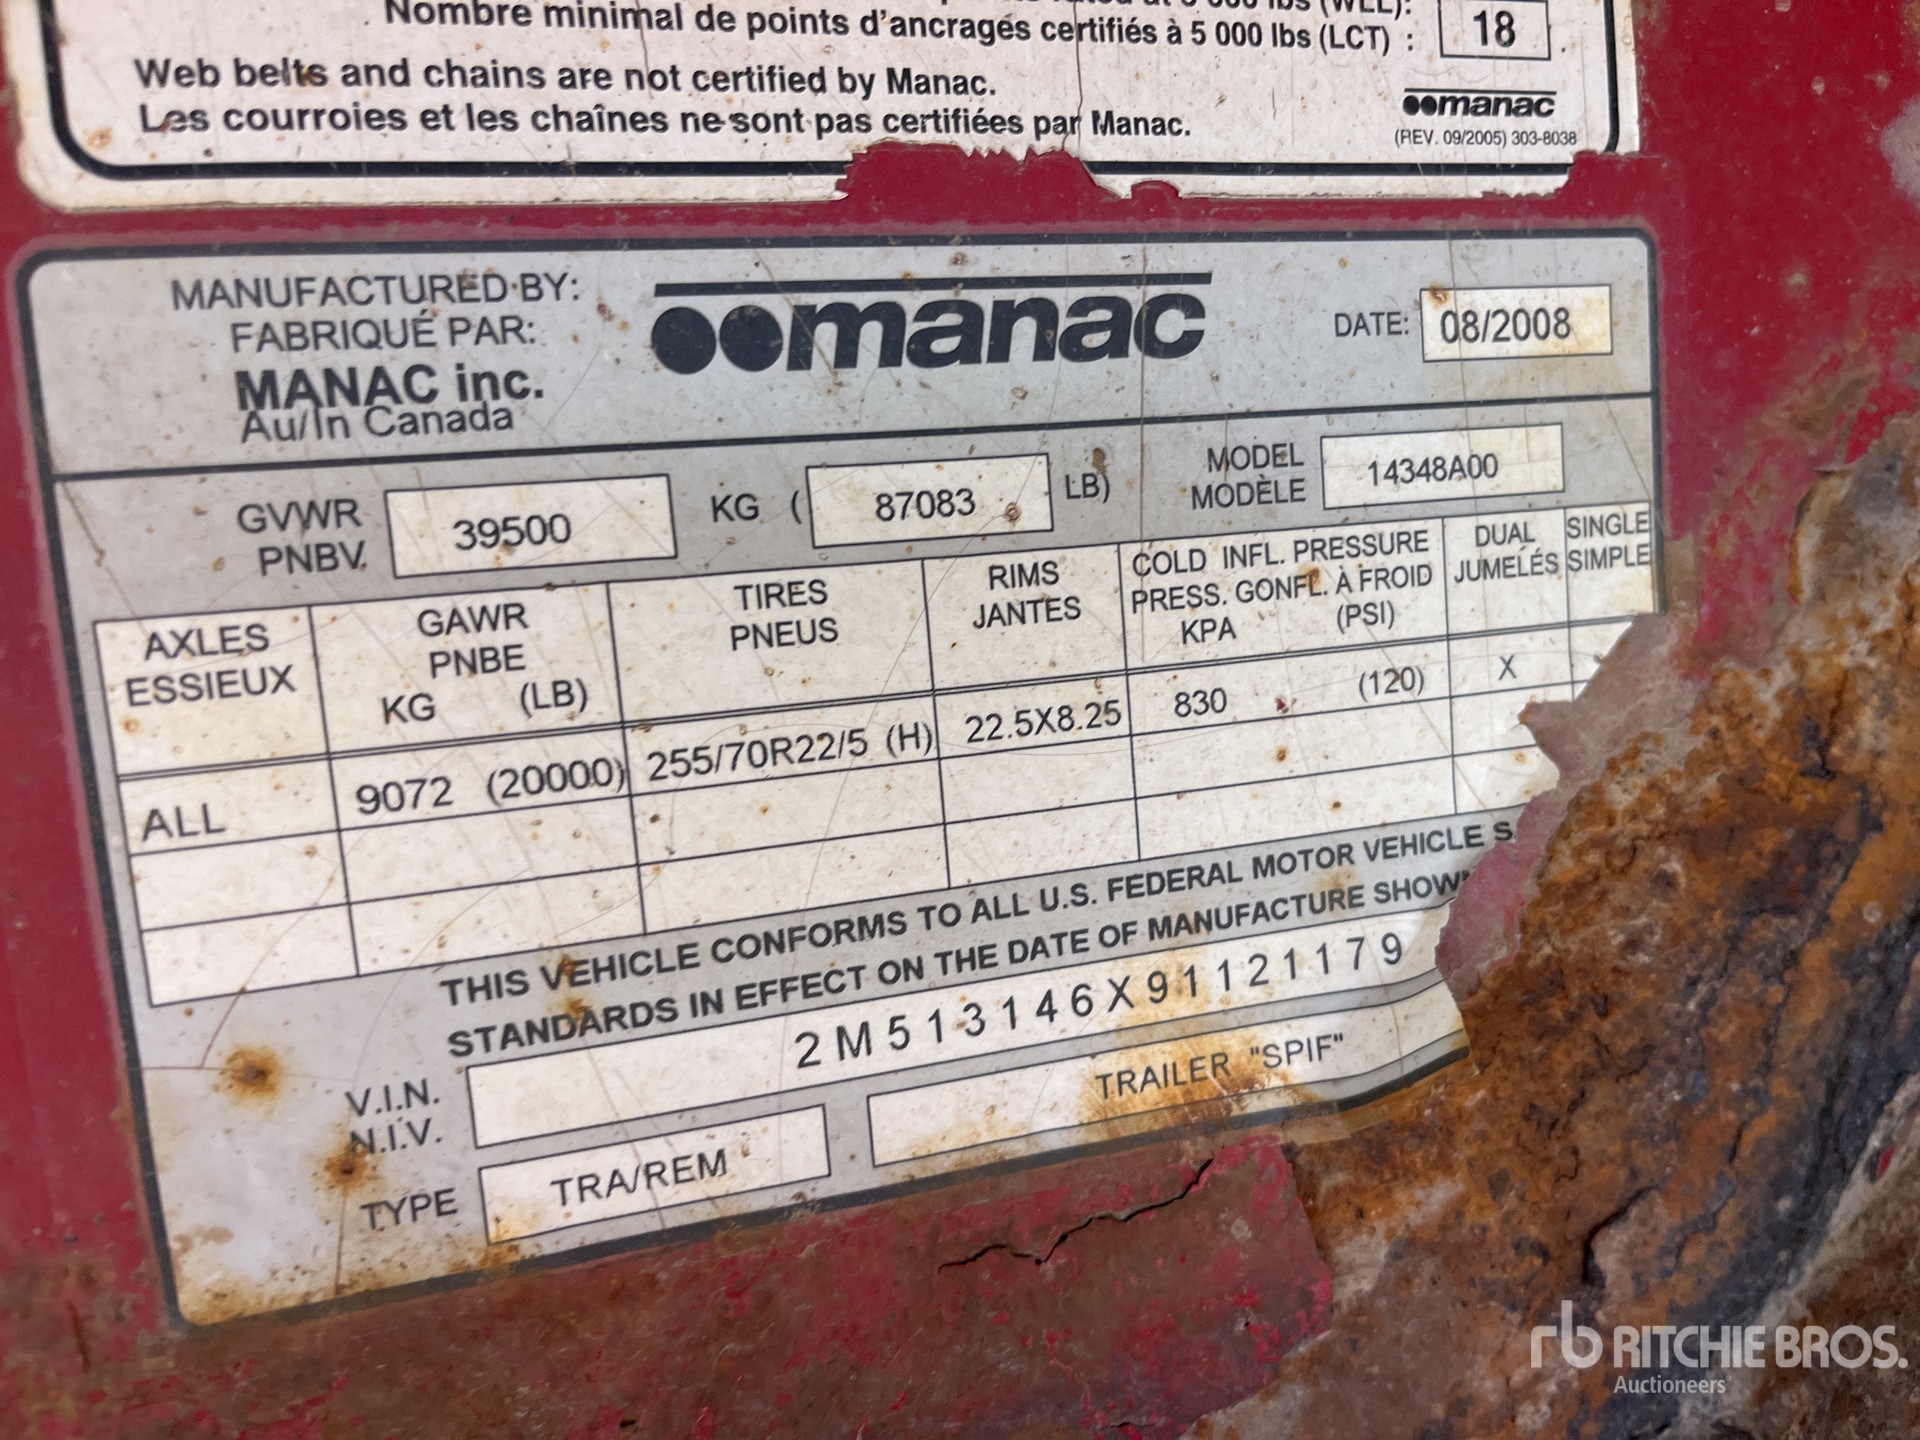 lbs (WLL):
Nombre minimal de points d'ancrages certifiés à 5 000 lbs (LCT) : 18
Web belts and chains are not certified by Manac.
Les courroies et les chaînes ne sont pas certifiées par Manac.
manac
(REV. 09/2005) 303-8038
MANUFACTURED BY:
FABRIQUÉ PAR:
MANAC inc.
Au/In Canada
manac
DATE: 08/2008
GVWR
PNBV.
39500 KG ( 87083 LB)
MODEL
MODÈLE
14348A00
AXLES
ESSIEUX
GAWR
PNBE
KG (LB)
TIRES
PNEUS
RIMS
JANTES
COLD INFL. PRESSURE
PRESS. GONFL. À FROID
KPA (PSI)
DUAL
JUMELÉS
SINGLE
SIMPLE
ALL 9072 (20000) 255/70R22/5 (H) 22.5X8.25 830 (120) X
THIS VEHICLE CONFORMS TO ALL U.S. FEDERAL MOTOR VEHICLE S
STANDARDS IN EFFECT ON THE DATE OF MANUFACTURE SHOW
V.I.N.
N.I.V.
2M513146X91121179
TYPE TRA/REM
TRAILER "SPIF"
rb RITCHIE BROS.
Auctioneers